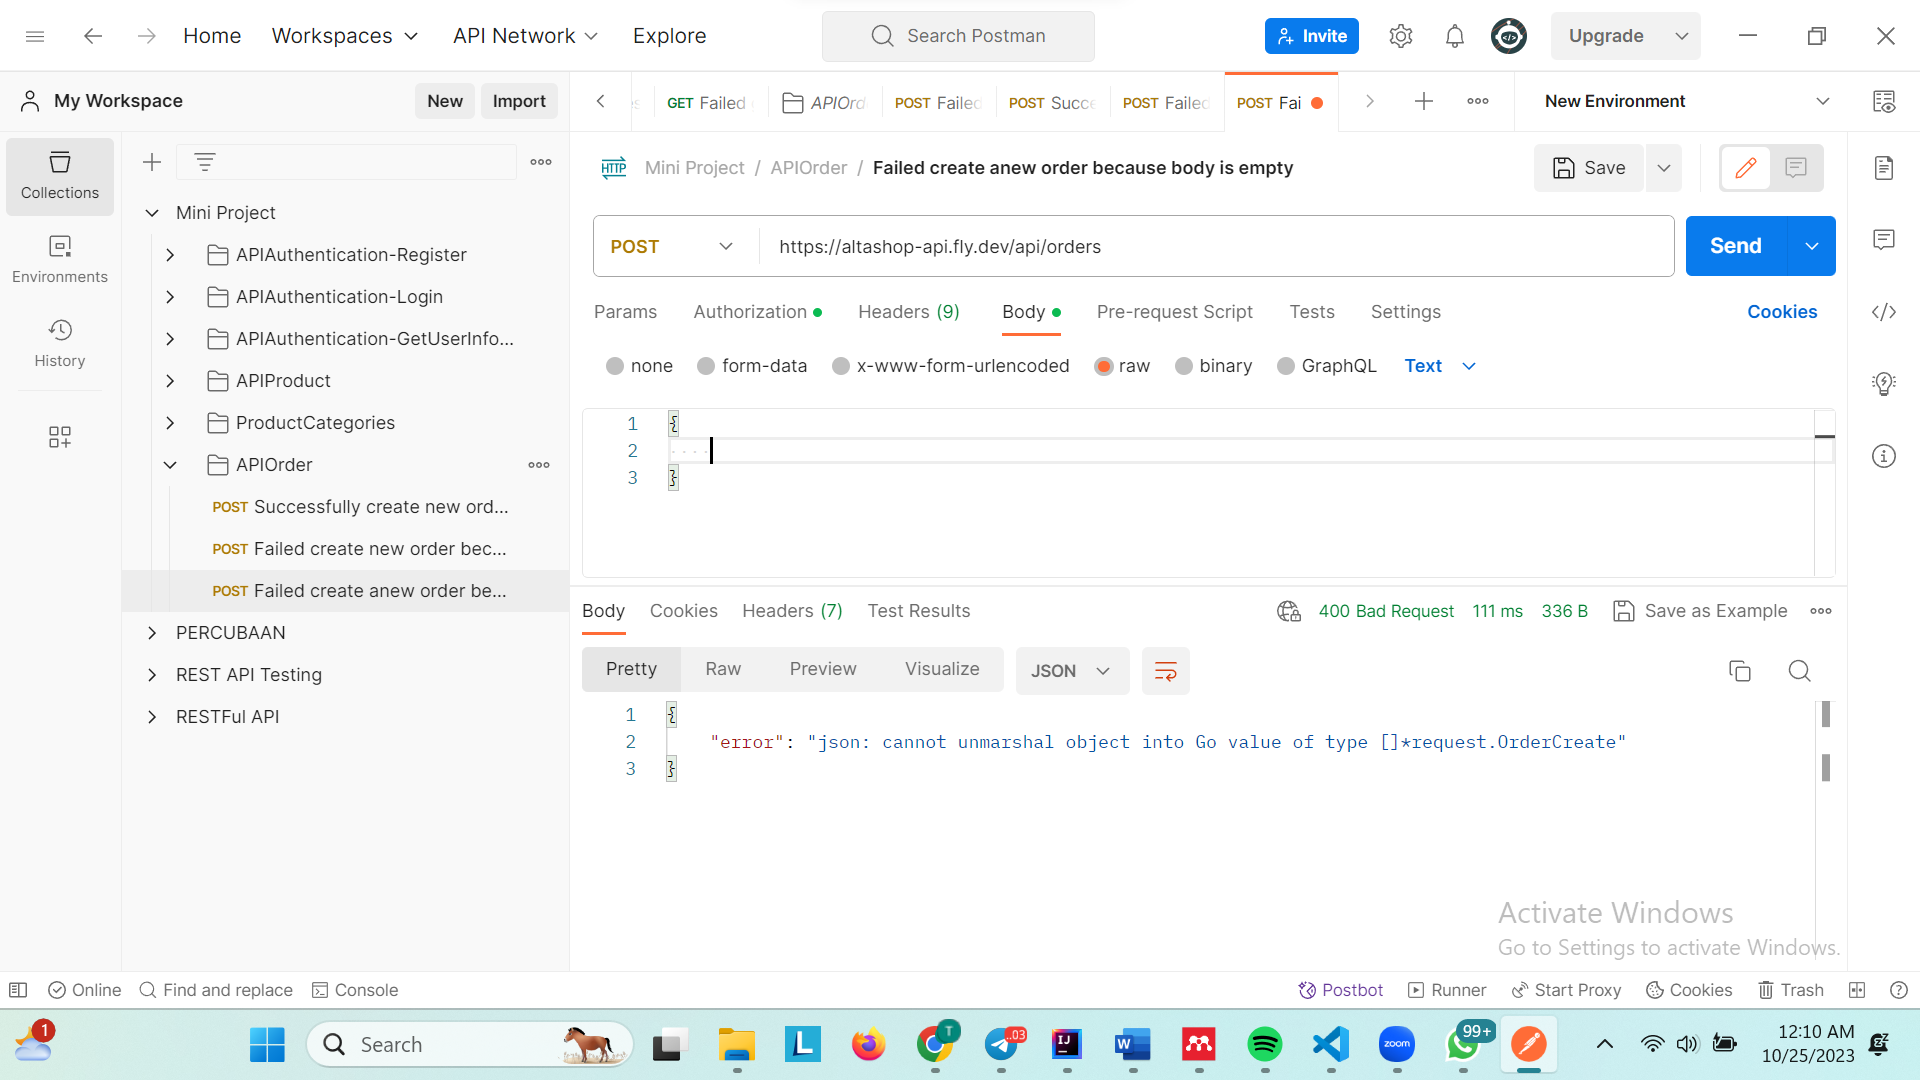 Home Workspaces API Network Explore Search Postman Invite Upgrade
My Workspace New Import
GET Failed APIOrd POST Failed POST Succe POST Failed POST Fai New Environment
Collections
Environments
History
Mini Project
APIAuthentication-Register
APIAuthentication-Login
APIAuthentication-GetUserInfo...
APIProduct
ProductCategories
APIOrder
POST Successfully create new ord...
POST Failed create new order bec...
POST Failed create anew order be...
PERCUBAAN
REST API Testing
RESTFul API
HTTP Mini Project / APIOrder / Failed create anew order because body is empty Save
POST https://altashop-api.fly.dev/api/orders Send
Params Authorization Headers (9) Body Pre-request Script Tests Settings Cookies
none form-data x-www-form-urlencoded raw binary GraphQL Text
1 {
2
3 }
Body Cookies Headers (7) Test Results 400 Bad Request 111 ms 336 B Save as Example
Pretty Raw Preview Visualize JSON
1 {
2 "error": "json: cannot unmarshal object into Go value of type []*request.OrderCreate"
3 }
Activate Windows
Go to Settings to activate Windows.
Online Find and replace Console Postbot Runner Start Proxy Cookies Trash
1 Search L T .03 IJ W zoom 99+ 12:10 AM
10/25/2023